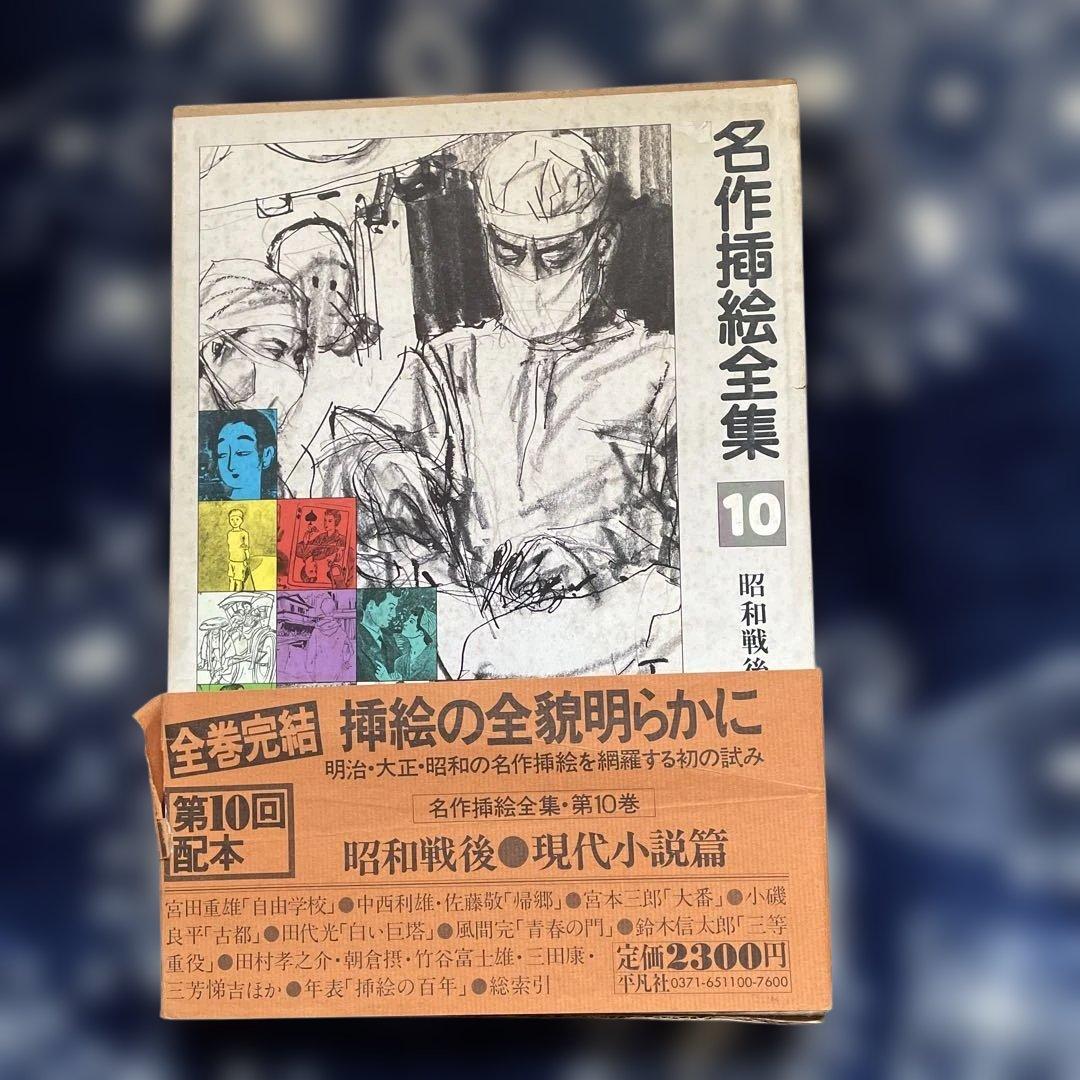 名作挿絵全集
10
昭和戦後
全巻完結
挿絵の全貌明らかに
明治・大正・昭和の名作挿絵を網羅する初の試み
第10回
配本
名作挿絵全集・第10巻
昭和戦後●現代小説篇
宮田重雄「自由学校」●中西利雄・佐藤敬「帰郷」●宮本三郎「大番」●小磯
良平「古都」●田代光「白い巨塔」●風間完「青春の門」●鈴木信太郎「三等
重役」●田村孝之介・朝倉摂・竹谷富士雄・三田康・
三芳悌吉ほか●年表「挿絵の百年」●総索引
定価2300円
平凡社0371-651100-7600